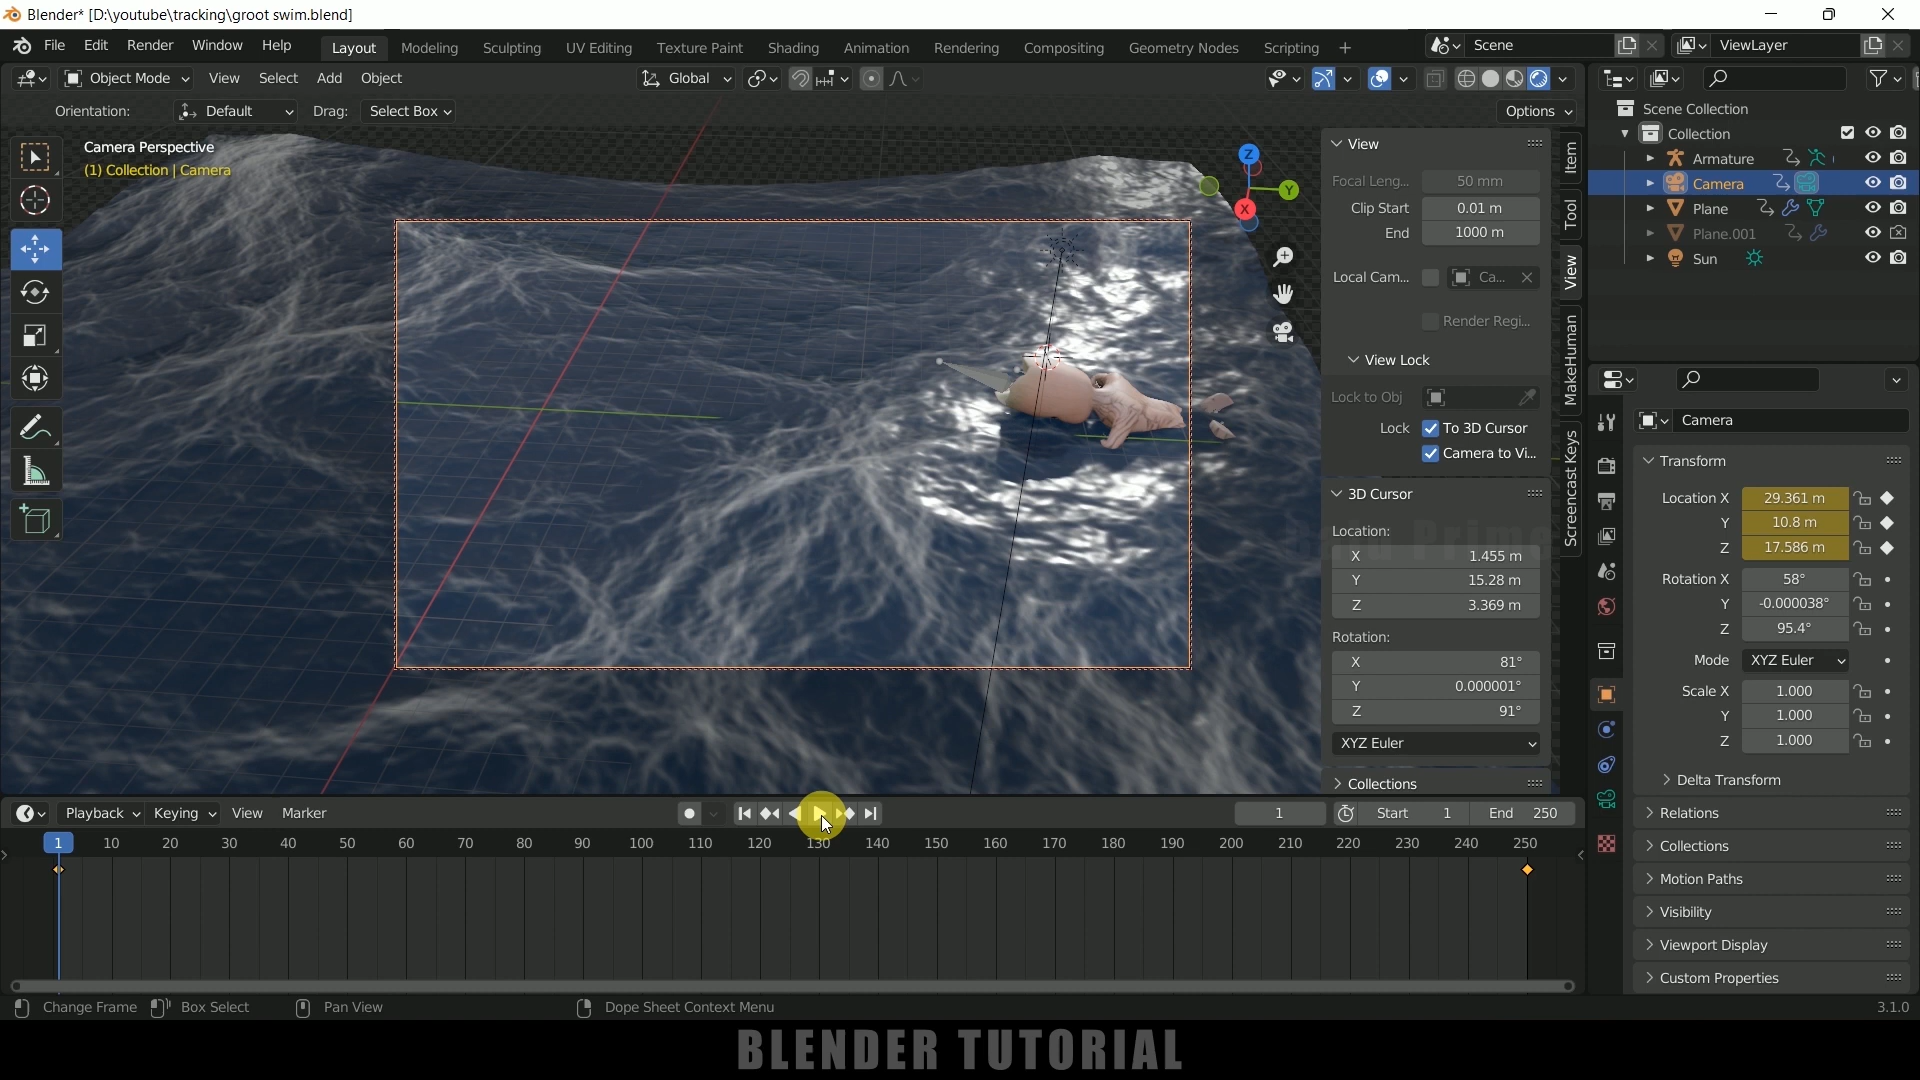 Blender* [D:\youtube\tracking\groot swim.blend]
File Edit Render Window Help Layout Modeling Sculpting UV Editing Texture Paint Shading Animation Rendering Compositing Geometry Nodes Scripting + Scene ViewLayer
Object Mode View Select Add Object Global
Orientation: Default Drag: Select Box Options
Camera Perspective
(1) Collection | Camera
Z
Y
X
View
Focal Leng... 50 mm
Clip Start 0.01 m
End 1000 m
Local Cam... Ca...
Render Regi...
View Lock
Lock to Obj
Lock To 3D Cursor
Camera to Vi...
3D Cursor
Location:
X 1.455 m
Y 15.28 m
Z 3.369 m
Rotation:
X 81°
Y 0.000001°
Z 91°
XYZ Euler
Collections
Item
Tool
View
MakeHuman
Screencast Keys
Scene Collection
Collection
Armature
Camera
Plane
Plane.001
Sun
Camera
Transform
Location X 29.361 m
Y 10.8 m
Z 17.586 m
Rotation X 58°
Y -0.000038°
Z 95.4°
Mode XYZ Euler
Scale X 1.000
Y 1.000
Z 1.000
Delta Transform
Relations
Collections
Motion Paths
Visibility
Viewport Display
Custom Properties
Playback Keying View Marker 1 Start 1 End 250
1 10 20 30 40 50 60 70 80 90 100 110 120 130 140 150 160 170 180 190 200 210 220 230 240 250
Change Frame Box Select Pan View Dope Sheet Context Menu 3.1.0
BLENDER TUTORIAL